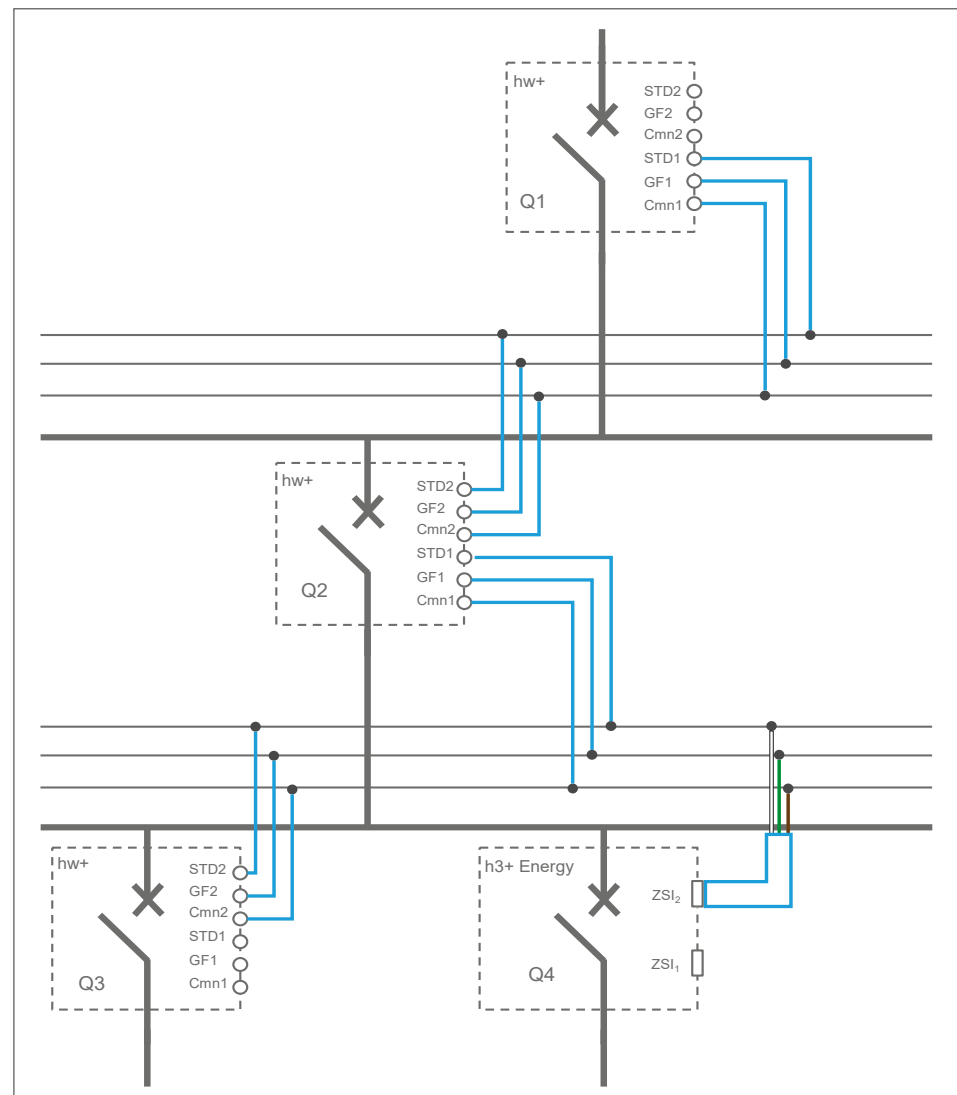 hw+
STD2
GF2
Cmn2
STD1
GF1
Cmn1
Q1
hw+
STD2
GF2
Cmn2
STD1
GF1
Cmn1
Q2
hw+
STD2
GF2
Cmn2
STD1
GF1
Cmn1
Q3
h3+ Energy
ZSI₂
ZSI₁
Q4